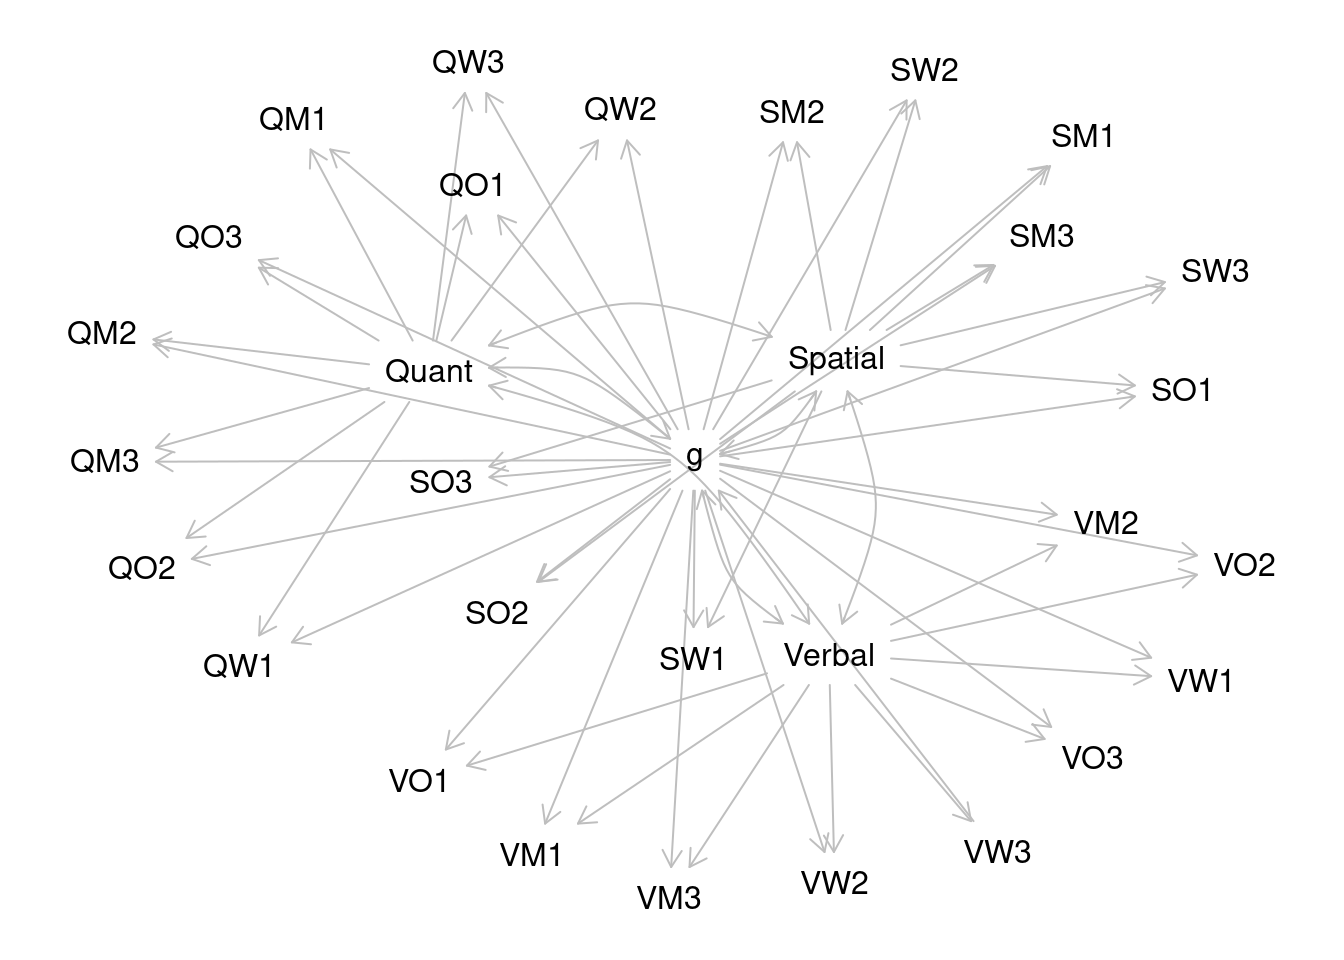 QW3
SW2
QW2
SM2
QM1
SM1
QO1
QO3
SM3
SW3
QM2
Spatial
Quant
SO1
g
QM3
SO3
VM2
VO2
QO2
SO2
Verbal
SW1
QW1
VW1
VO3
VO1
VW3
VM1
VW2
VM3